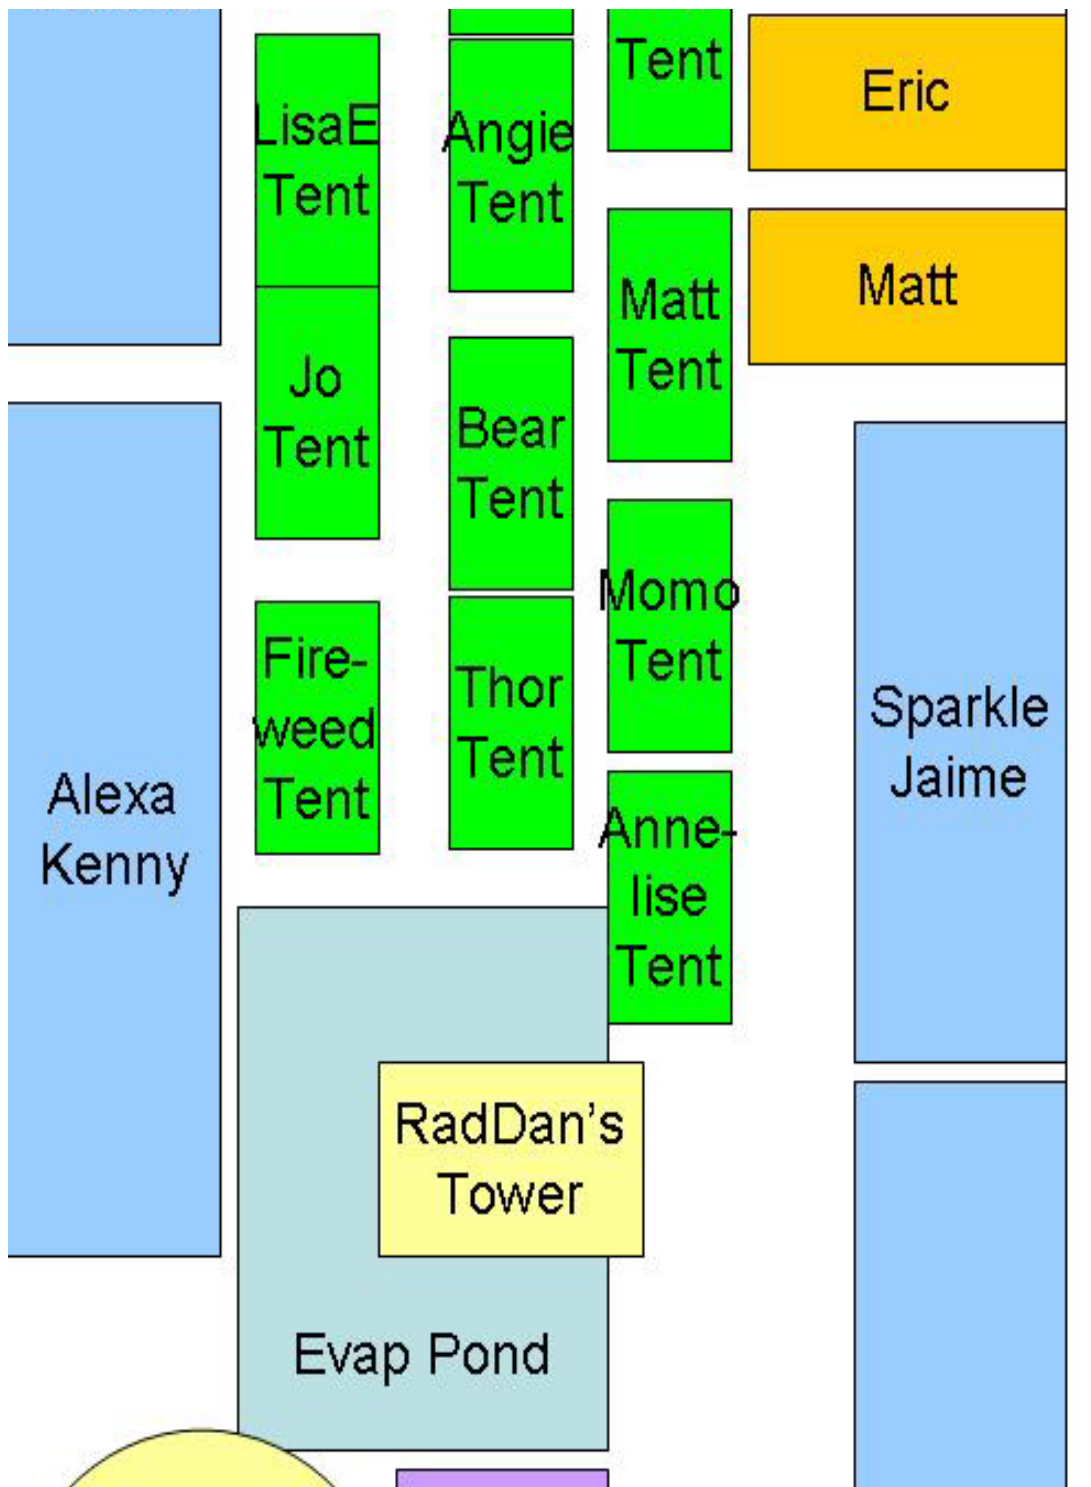 Tent
Eric
LisaE
Tent
Angie
Tent
Matt
Tent
Matt
Jo
Tent
Bear
Tent
Momo
Tent
Fire-
weed
Tent
Thor
Tent
Sparkle
Jaime
Alexa
Kenny
Anne-
lise
Tent
RadDan's
Tower
Evap Pond